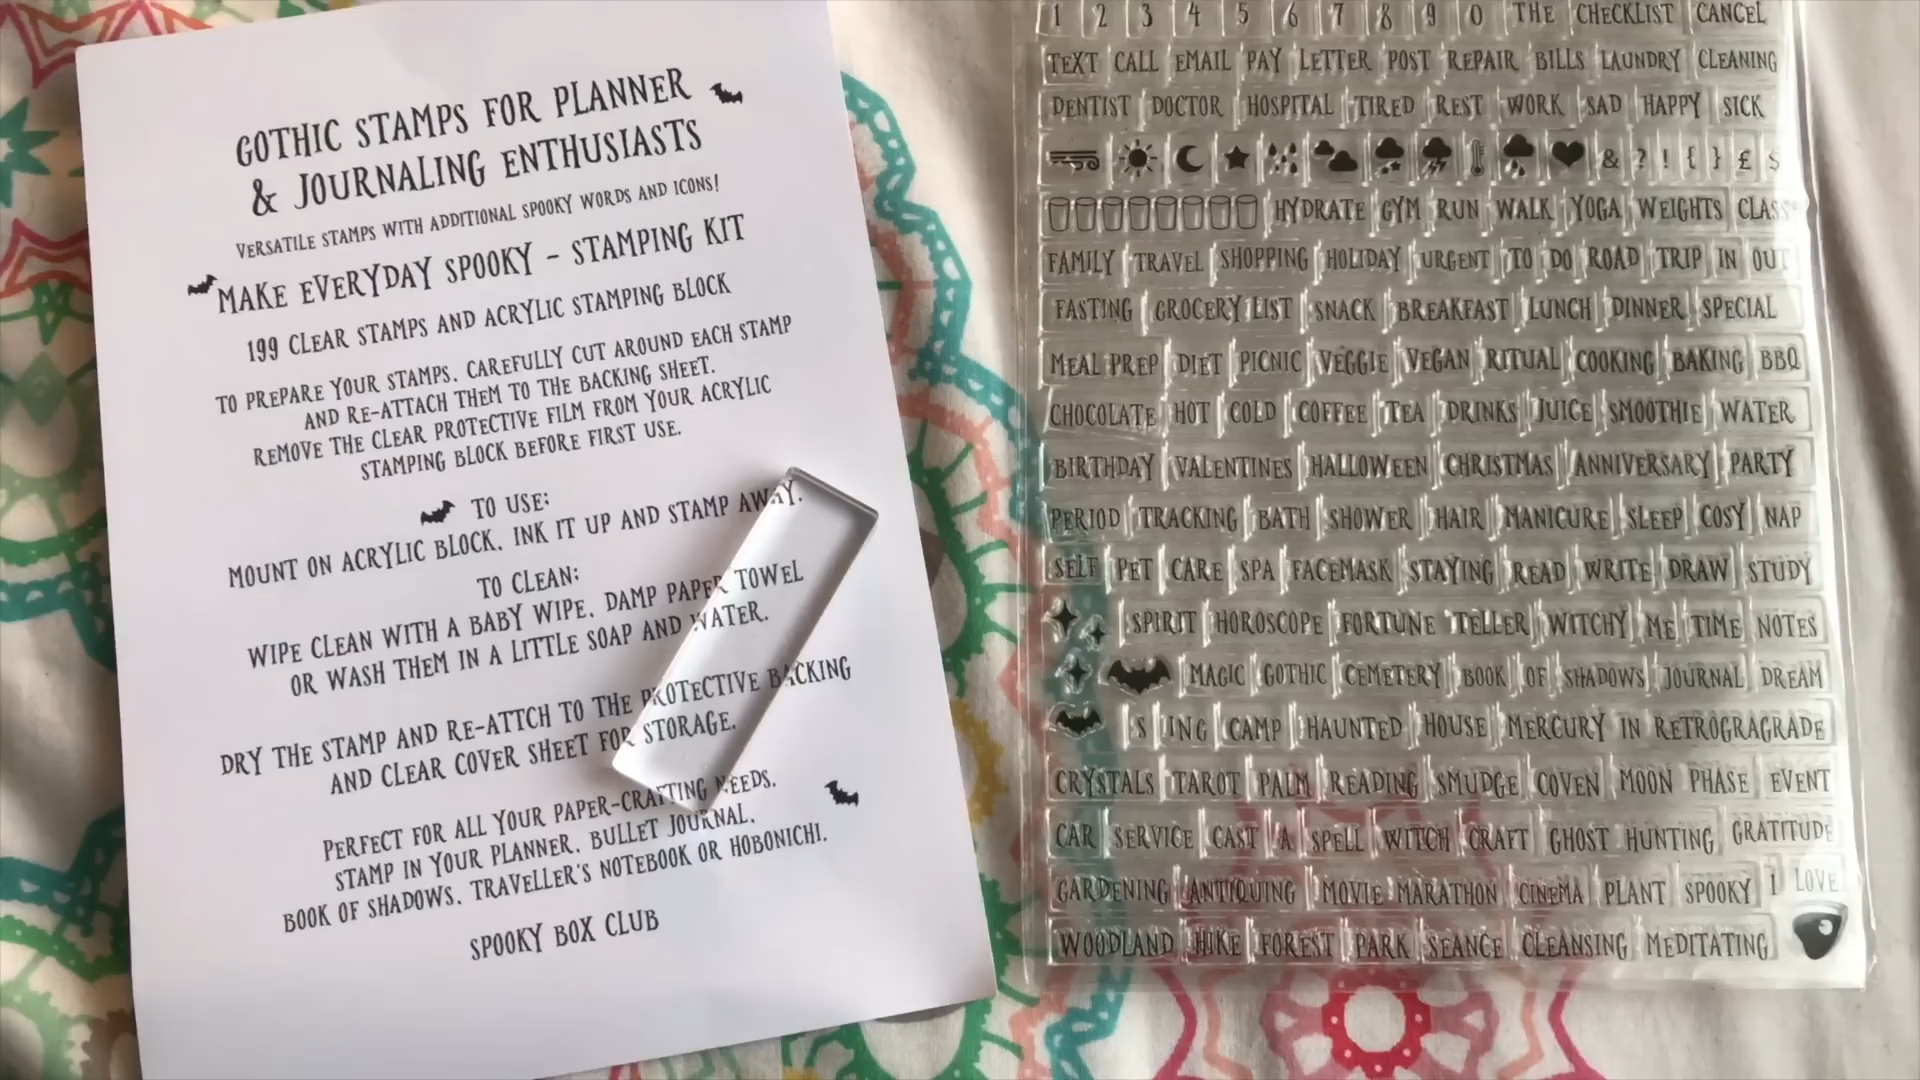 GOTHIC STAMPS FOR PLANNER
& JOURNALING ENTHUSIASTS
VERSATILE STAMPS WITH ADDITIONAL SPOOKY WORDS AND ICONS!
MAKE EVERYDAY SPOOKY - STAMPING KIT
199 CLEAR STAMPS AND ACRYLIC STAMPING BLOCK
TO PREPARE YOUR STAMPS, CAREFULLY CUT AROUND EACH STAMP
AND RE-ATTACH THEM TO THE BACKING SHEET.
REMOVE THE CLEAR PROTECTIVE FILM FROM YOUR ACRYLIC
STAMPING BLOCK BEFORE FIRST USE.
TO USE:
MOUNT ON ACRYLIC BLOCK, INK IT UP AND STAMP AWAY.
TO CLEAN:
WIPE CLEAN WITH A BABY WIPE, DAMP PAPER TOWEL
OR WASH THEM IN A LITTLE SOAP AND WATER.
DRY THE STAMP AND RE-ATTCH TO THE PROTECTIVE BACKING
AND CLEAR COVER SHEET FOR STORAGE.
PERFECT FOR ALL YOUR PAPER-CRAFTING NEEDS.
STAMP IN YOUR PLANNER, BULLET JOURNAL,
BOOK OF SHADOWS, TRAVELLER'S NOTEBOOK OR HOBONICHI.
SPOOKY BOX CLUB
1 2 3 4 5 6 7 8 9 0 THE CHECKLIST CANCEL
TEXT CALL EMAIL PAY LETTER POST REPAIR BILLS LAUNDRY CLEANING
DENTIST DOCTOR HOSPITAL TIRED REST WORK SAD HAPPY SICK
& ? ! { } £ $
HYDRATE GYM RUN WALK YOGA WEIGHTS CLASS
FAMILY TRAVEL SHOPPING HOLIDAY URGENT TO DO ROAD TRIP IN OUT
FASTING GROCERY LIST SNACK BREAKFAST LUNCH DINNER SPECIAL
MEAL PREP DIET PICNIC VEGGIE VEGAN RITUAL COOKING BAKING BBQ
CHOCOLATE HOT COLD COFFEE TEA DRINKS JUICE SMOOTHIE WATER
BIRTHDAY VALENTINES HALLOWEEN CHRISTMAS ANNIVERSARY PARTY
PERIOD TRACKING BATH SHOWER HAIR MANICURE SLEEP COSY NAP
SELF PET CARE SPA FACEMASK STAYING READ WRITE DRAW STUDY
SPIRIT HOROSCOPE FORTUNE TELLER WITCHY ME TIME NOTES
MAGIC GOTHIC CEMETERY BOOK OF SHADOWS JOURNAL DREAM
S ING CAMP HAUNTED HOUSE MERCURY IN RETROGRAGRADE
CRYSTALS TAROT PALM READING SMUDGE COVEN MOON PHASE EVENT
CAR SERVICE CAST A SPELL WITCH CRAFT GHOST HUNTING GRATITUDE
GARDENING ANTIQUING MOVIE MARATHON CINEMA PLANT SPOOKY I LOVE
WOODLAND HIKE FOREST PARK SEANCE CLEANSING MEDITATING